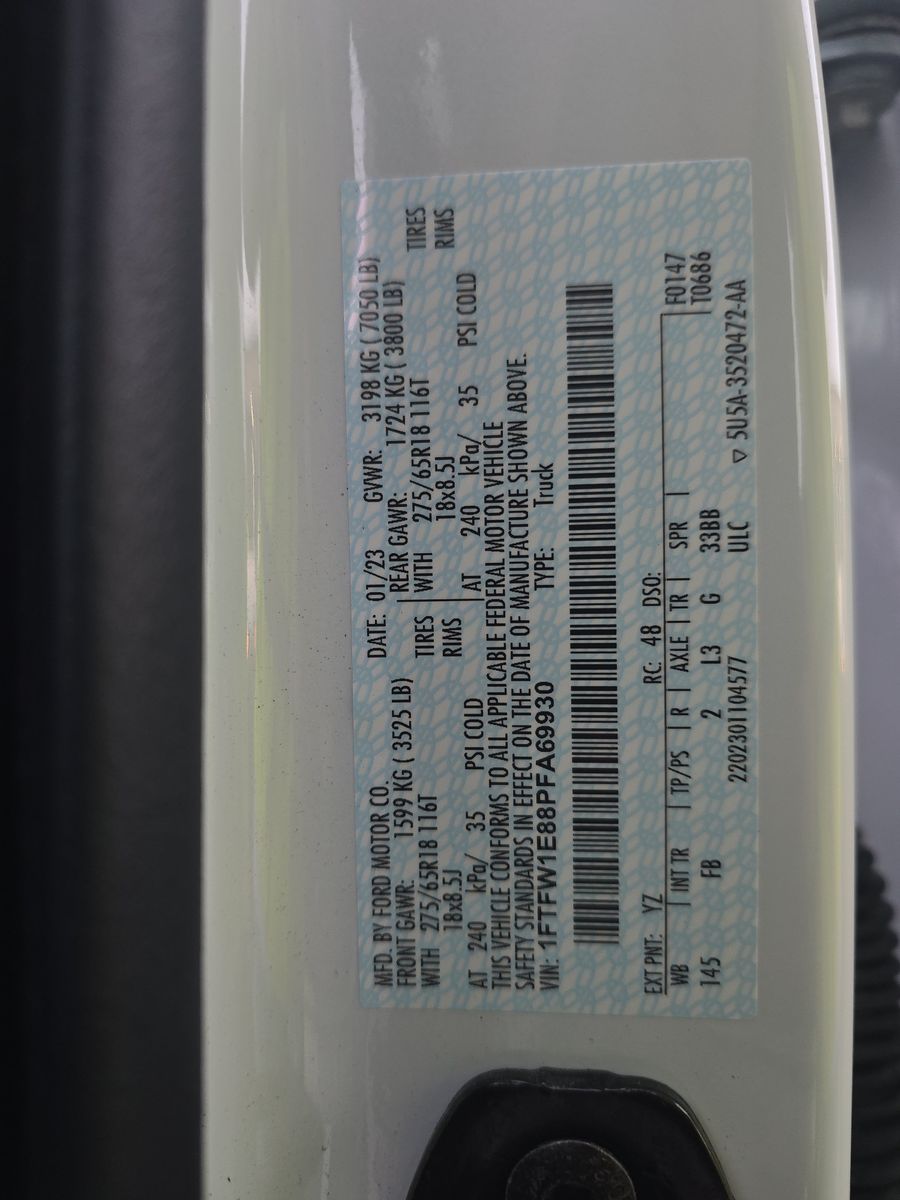 MFD. BY FORD MOTOR CO. DATE: 01/23 GVWR: 3198 KG ( 7050 LB)
FRONT GAWR: 1599 KG ( 3525 LB) REAR GAWR: 1724 KG ( 3800 LB)
WITH 275/65R18 116T TIRES WITH 275/65R18 116T TIRES
18x8.5J RIMS 18x8.5J RIMS
AT 240 kPa/ 35 PSI COLD AT 240 kPa/ 35 PSI COLD
THIS VEHICLE CONFORMS TO ALL APPLICABLE FEDERAL MOTOR VEHICLE
SAFETY STANDARDS IN EFFECT ON THE DATE OF MANUFACTURE SHOWN ABOVE.
VIN: 1FTFW1E88PFA69930 TYPE: Truck
EXT PNT: YZ RC: 48 DSO:
WB | INT TR | TP/PS | R | AXLE | TR | SPR | F0147
145 FB 2 L3 G 33BB T0686
2202301104577 ULC ▽ 5U5A-3520472-AA